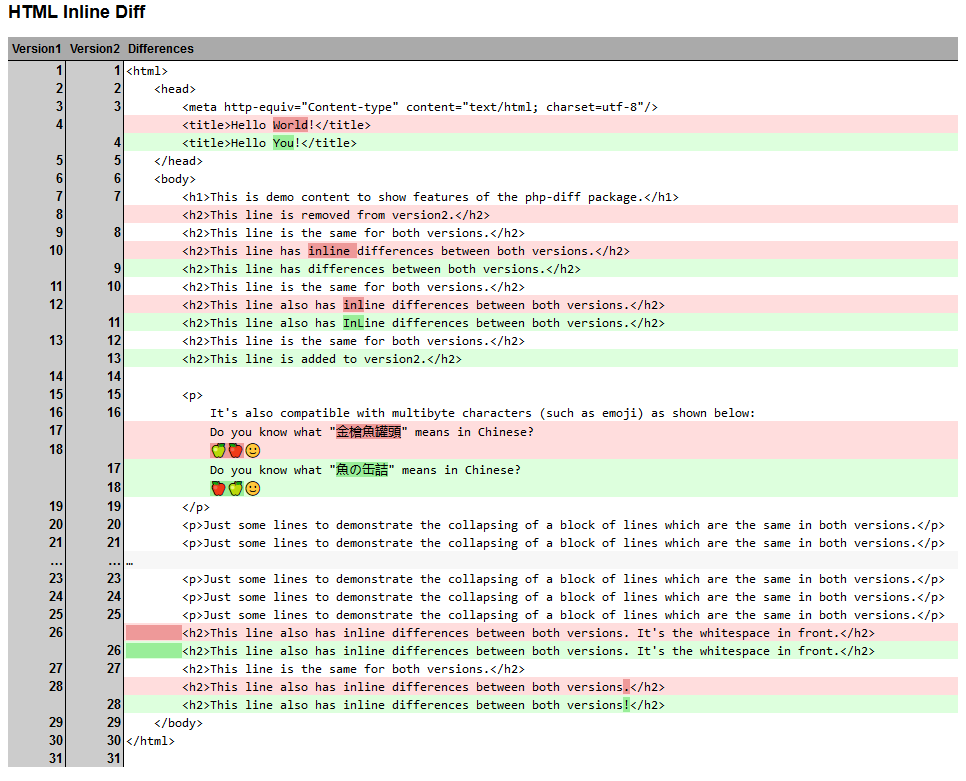 HTML Inline Diff
Version1 Version2 Differences
1 1 <html>
2 2 <head>
3 3 <meta http-equiv="Content-type" content="text/html; charset=utf-8"/>
4 <title>Hello World!</title>
4 <title>Hello You!</title>
5 5 </head>
6 6 <body>
7 7 <h1>This is demo content to show features of the php-diff package.</h1>
8 <h2>This line is removed from version2.</h2>
9 8 <h2>This line is the same for both versions.</h2>
10 <h2>This line has inline differences between both versions.</h2>
9 <h2>This line has differences between both versions.</h2>
11 10 <h2>This line is the same for both versions.</h2>
12 <h2>This line also has inline differences between both versions.</h2>
11 <h2>This line also has InLine differences between both versions.</h2>
13 12 <h2>This line is the same for both versions.</h2>
13 <h2>This line is added to version2.</h2>
14 14
15 15 <p>
16 16 It's also compatible with multibyte characters (such as emoji) as shown below:
17 Do you know what "金槍魚罐頭" means in Chinese?
18 🍏🍎🙂
17 Do you know what "魚の缶詰" means in Chinese?
18 🍎🍏🙂
19 19 </p>
20 20 <p>Just some lines to demonstrate the collapsing of a block of lines which are the same in both versions.</p>
21 21 <p>Just some lines to demonstrate the collapsing of a block of lines which are the same in both versions.</p>
… … …
23 23 <p>Just some lines to demonstrate the collapsing of a block of lines which are the same in both versions.</p>
24 24 <p>Just some lines to demonstrate the collapsing of a block of lines which are the same in both versions.</p>
25 25 <p>Just some lines to demonstrate the collapsing of a block of lines which are the same in both versions.</p>
26 <h2>This line also has inline differences between both versions. It's the whitespace in front.</h2>
26 <h2>This line also has inline differences between both versions. It's the whitespace in front.</h2>
27 27 <h2>This line is the same for both versions.</h2>
28 <h2>This line also has inline differences between both versions.</h2>
28 <h2>This line also has inline differences between both versions!</h2>
29 29 </body>
30 30 </html>
31 31